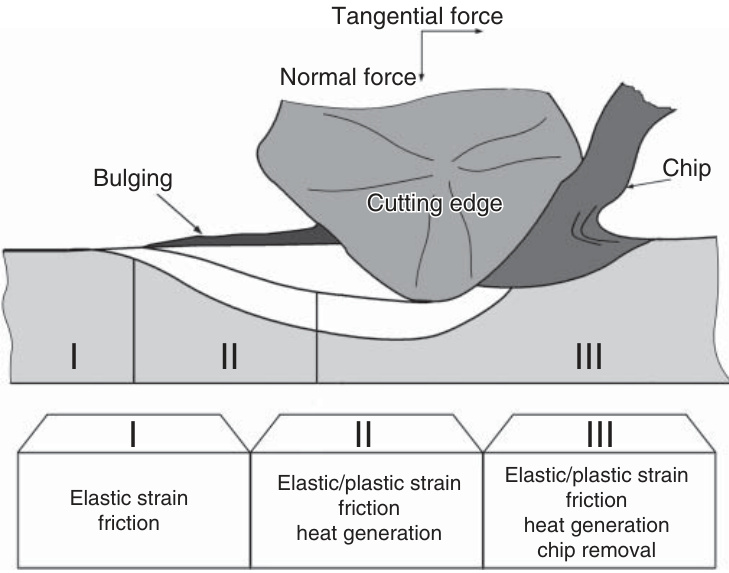 Tangential force
Normal force
Bulging
Chip
Cutting edge
I
II
III
I
II
III
Elastic strain
friction
Elastic/plastic strain
friction
heat generation
Elastic/plastic strain
friction
heat generation
chip removal